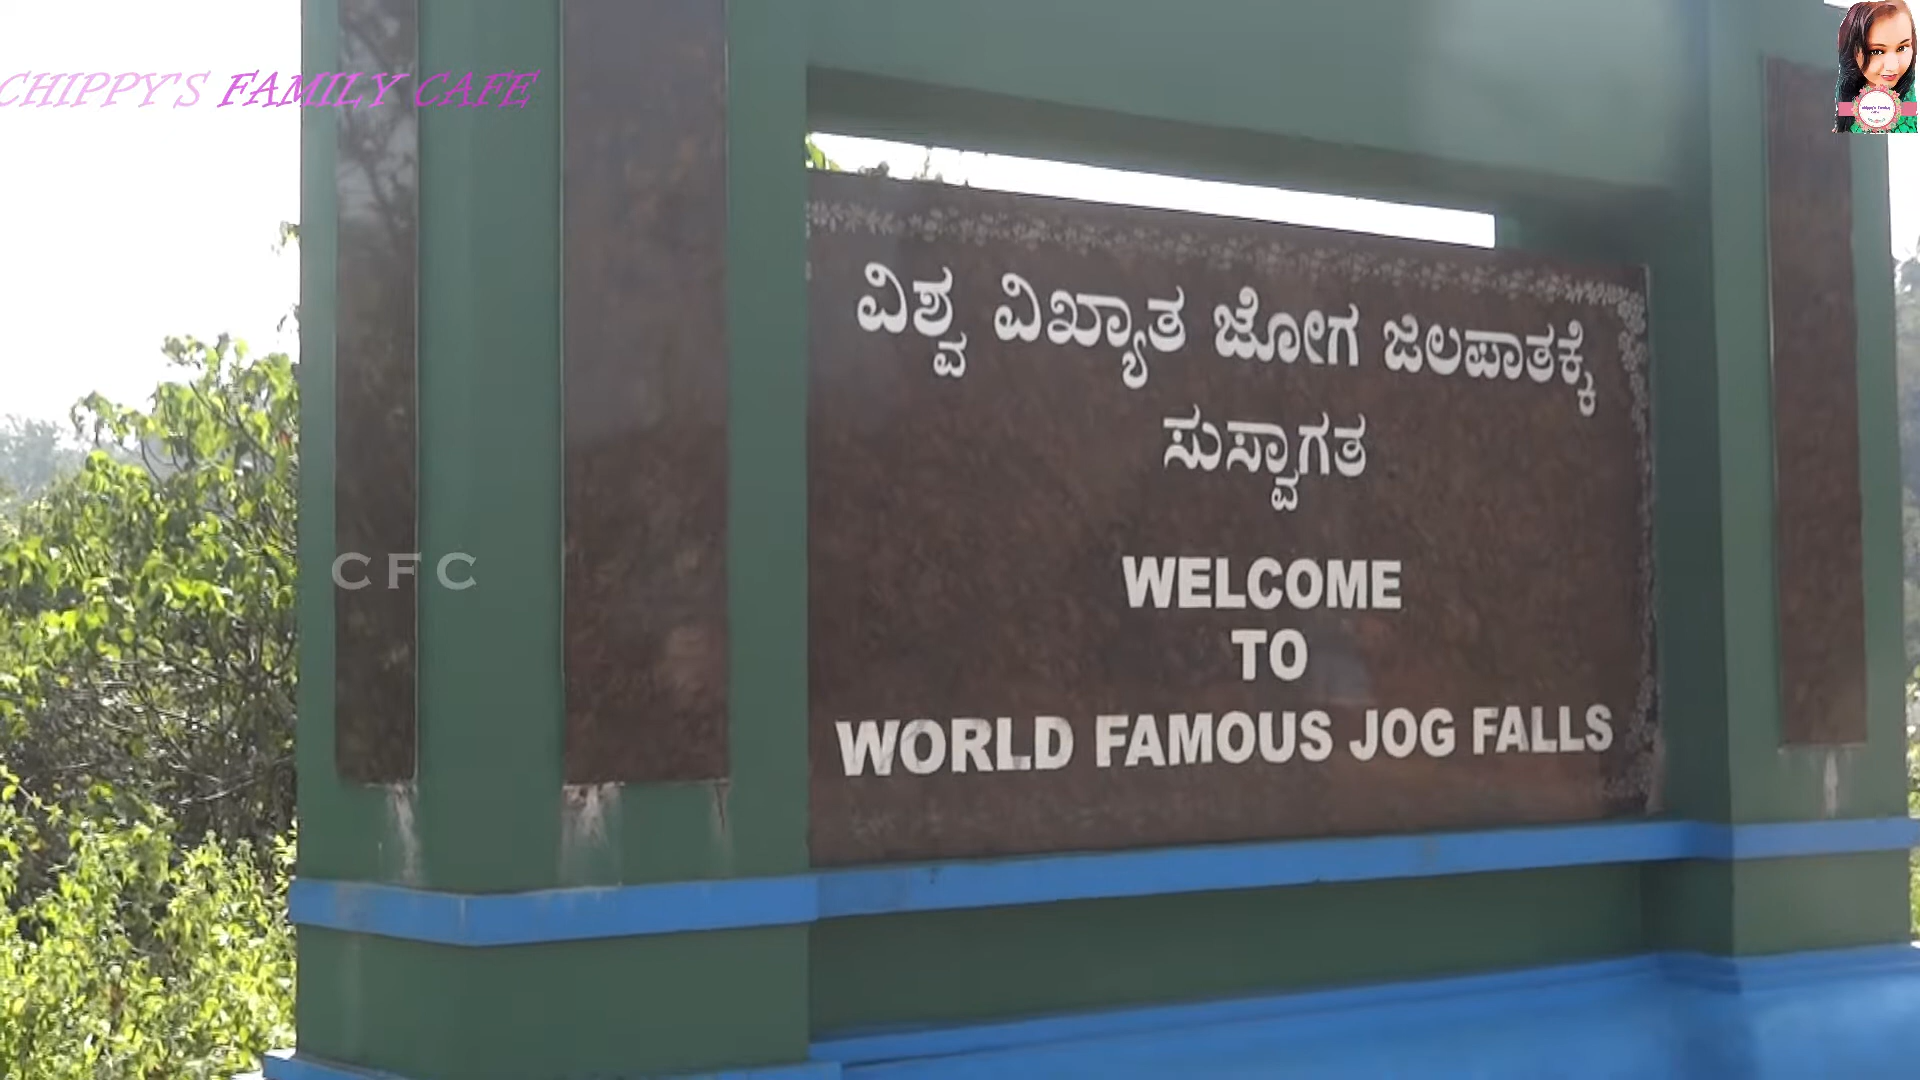 CHIPPY'S FAMILY CAFE
ವಿಶ್ವ ವಿಖ್ಯಾತ ಜೋಗ ಜಲಪಾತಕ್ಕೆ
ಸುಸ್ವಾಗತ
CFC
WELCOME
TO
WORLD FAMOUS JOG FALLS